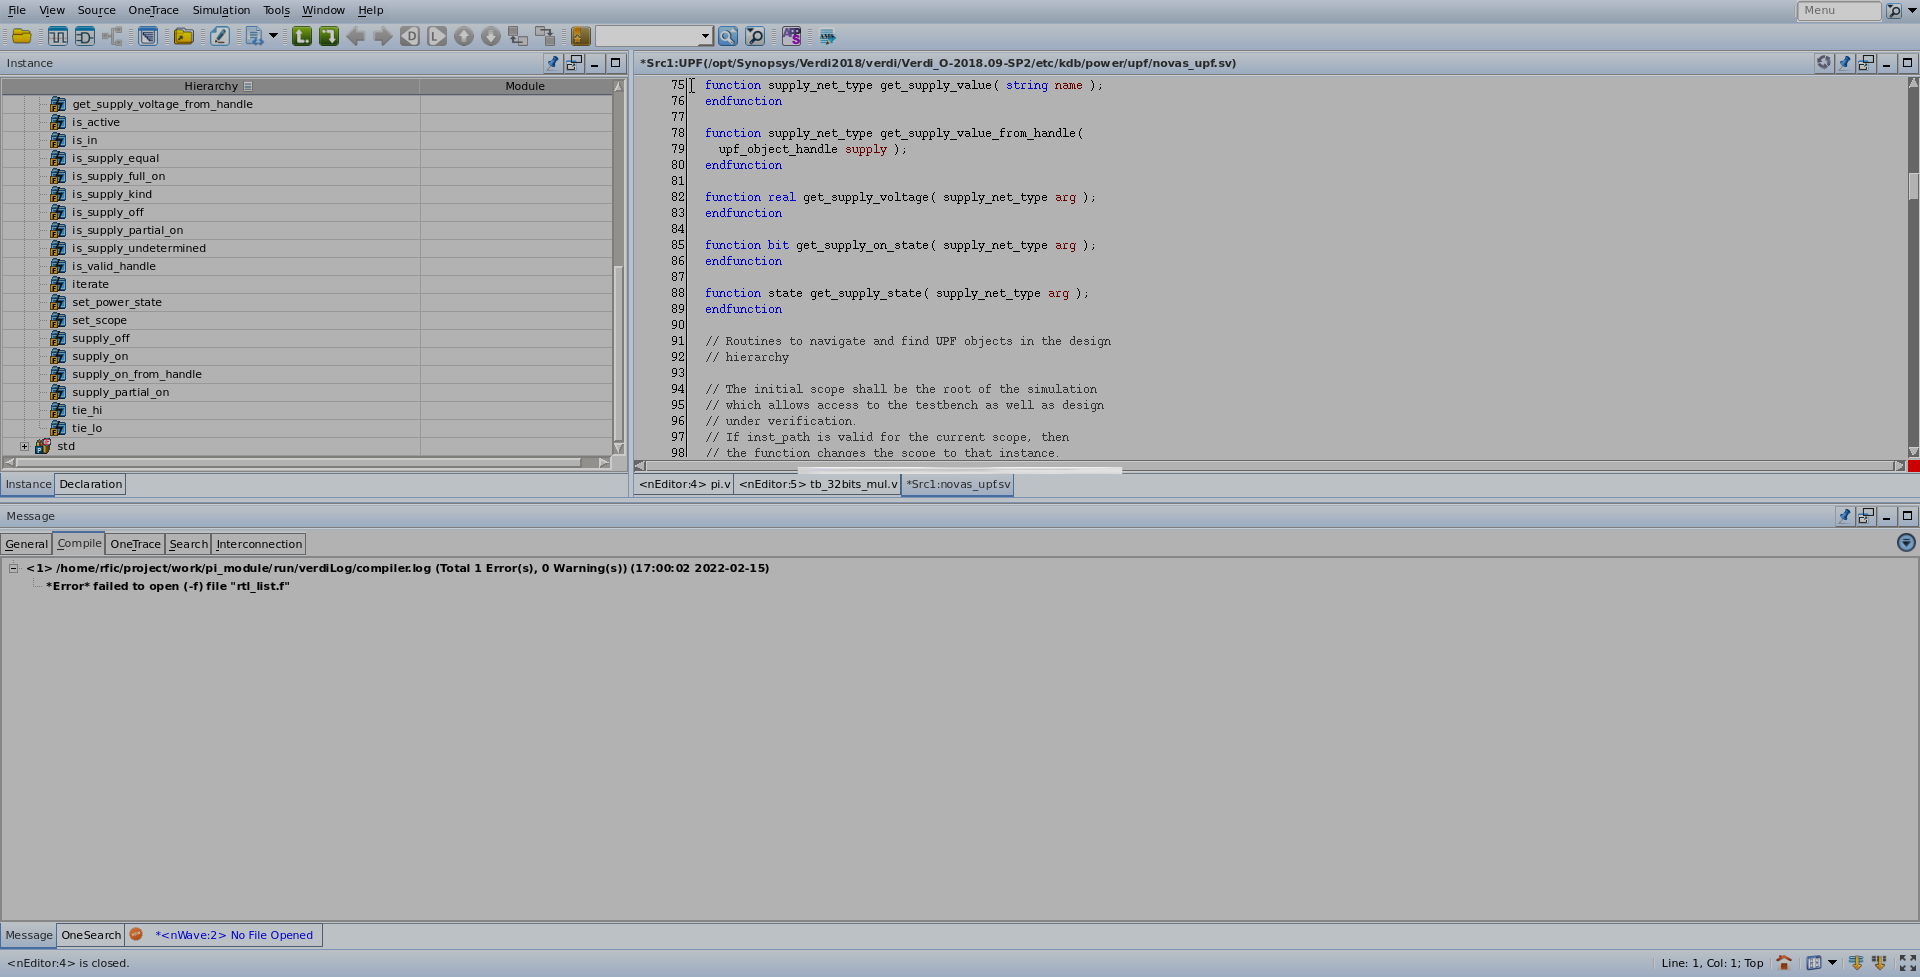 File View Source OneTrace Simulation Tools Window Help
Menu
Instance
*Src1:UPF(/opt/Synopsys/Verdi2018/verdi/Verdi_O-2018.09-SP2/etc/kdb/power/upf/novas_upf.sv)
Hierarchy Module
get_supply_voltage_from_handle
is_active
is_in
is_supply_equal
is_supply_full_on
is_supply_kind
is_supply_off
is_supply_partial_on
is_supply_undetermined
is_valid_handle
iterate
set_power_state
set_scope
supply_off
supply_on
supply_on_from_handle
supply_partial_on
tie_hi
tie_lo
std
75 function supply_net_type get_supply_value( string name );
76 endfunction
77
78 function supply_net_type get_supply_value_from_handle(
79 upf_object_handle supply );
80 endfunction
81
82 function real get_supply_voltage( supply_net_type arg );
83 endfunction
84
85 function bit get_supply_on_state( supply_net_type arg );
86 endfunction
87
88 function state get_supply_state( supply_net_type arg );
89 endfunction
90
91 // Routines to navigate and find UPF objects in the design
92 // hierarchy
93
94 // The initial scope shall be the root of the simulation
95 // which allows access to the testbench as well as design
96 // under verification.
97 // If inst_path is valid for the current scope, then
98 // the function changes the scope to that instance.
Instance Declaration
<nEditor:4> pi.v <nEditor:5> tb_32bits_mul.v *Src1:novas_upf.sv
Message
General Compile OneTrace Search Interconnection
<1> /home/rfic/project/work/pi_module/run/verdiLog/compiler.log (Total 1 Error(s), 0 Warning(s)) (17:00:02 2022-02-15)
*Error* failed to open (-f) file "rtl_list.f"
Message OneSearch *<nWave:2> No File Opened
<nEditor:4> is closed.
Line: 1, Col: 1; Top